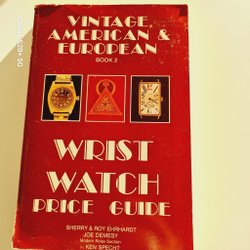 VINTAGE
AMERICAN &
EUROPEAN
BOOK 2
WRIST
WATCH
PRICE GUIDE
SHERRY & ROY EHRHARDT
JOE DEMESY
Modern Rolex Section
KEN SPECHT